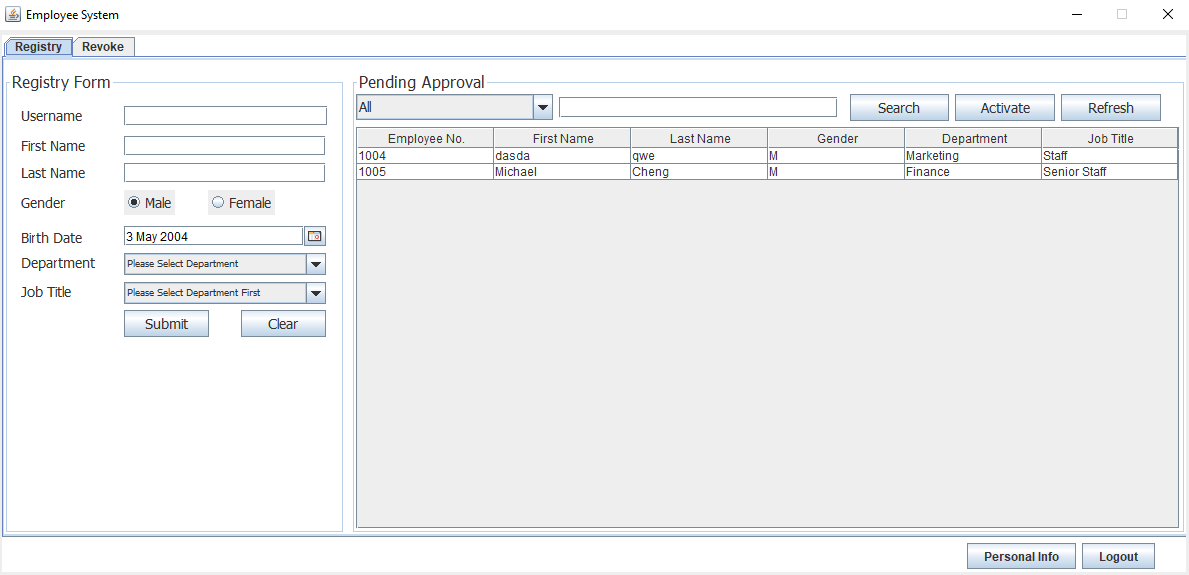 Employee System
Registry Revoke
Registry Form
Username
First Name
Last Name
Gender Male Female
Birth Date 3 May 2004
Department Please Select Department
Job Title Please Select Department First
Submit Clear
Pending Approval
All Search Activate Refresh
Employee No. First Name Last Name Gender Department Job Title
1004 dasda qwe M Marketing Staff
1005 Michael Cheng M Finance Senior Staff
Personal Info Logout